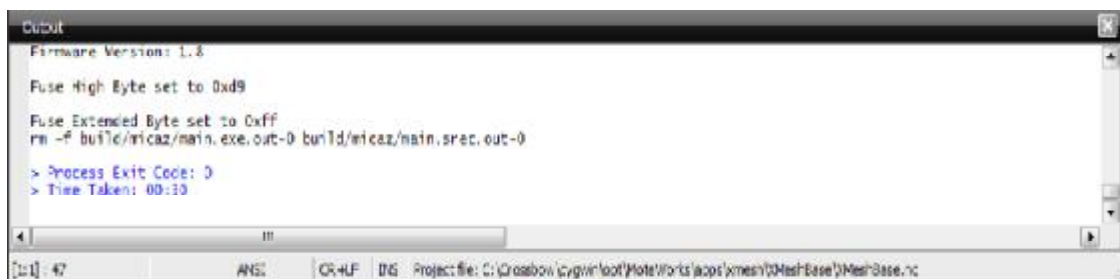 Output
Firmware Version: 1.8
Fuse High Byte set to 0xd9
Fuse Extended Byte set to 0xff
rm -f build/micaz/main.exe.out-0 build/micaz/main.srec.out-0
> Process Exit Code: 0
> Time Taken: 00:30
[1:1] : 47 ANSI CR+LF INS Project file: C:\Crossbow\cygwin\opt\MoteWorks\apps\xmesh\XMeshBase\XMeshBase.nc